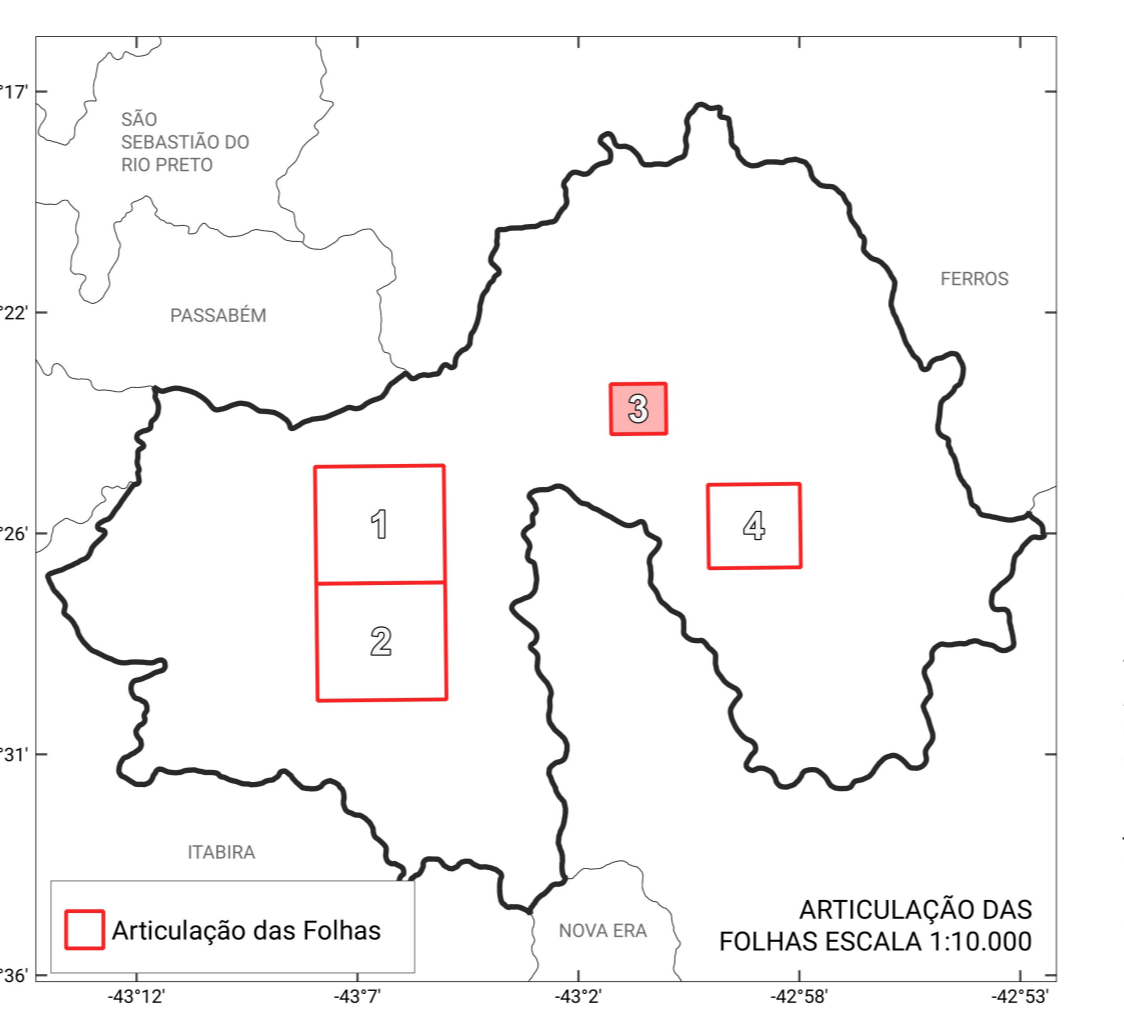 °17'
SÃO
SEBASTIÃO DO
RIO PRETO
FERROS
°22'
PASSABÉM
3
1
4
°26'
2
°31'
ITABIRA
Articulação das Folhas
NOVA ERA
ARTICULAÇÃO DAS
FOLHAS ESCALA 1:10.000
°36'
-43°12' -43°7' -43°2' -42°58' -42°53'